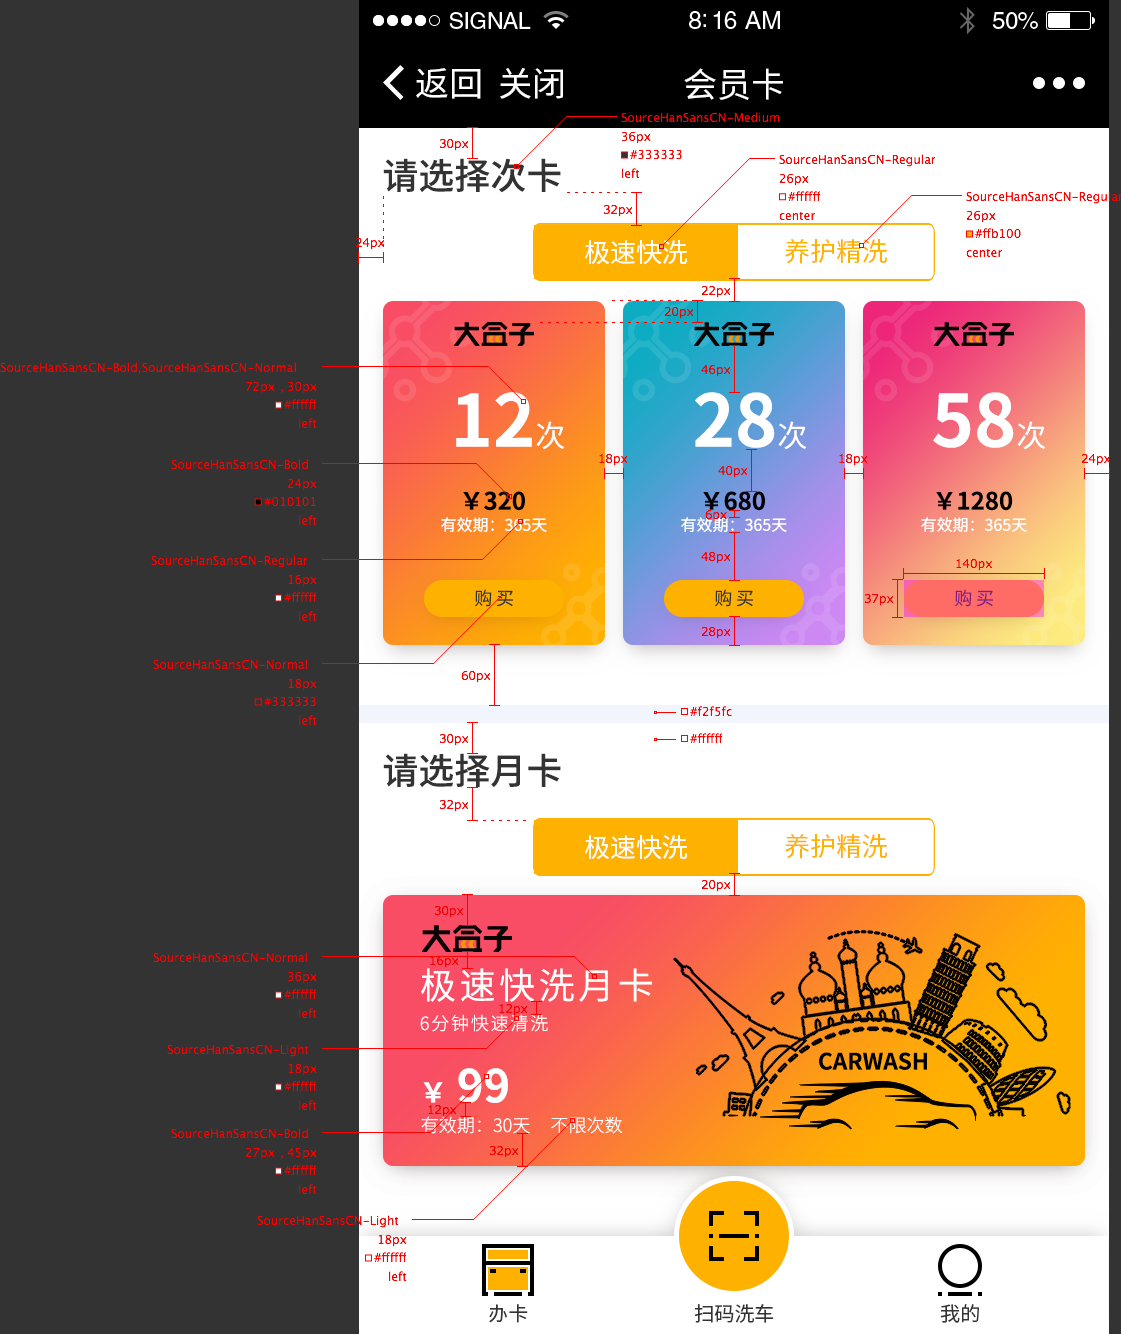 SIGNAL 8:16 AM 50%
返回 关闭 会员卡
SourceHanSansCN-Medium
36px
#333333
left
30px
请选择次卡
SourceHanSansCN-Regular
26px
#ffffff
center
SourceHanSansCN-Regular
26px
#ffb100
center
32px
24px
极速快洗 养护精洗
22px
20px
大盒子 大盒子 大盒子
46px
SourceHanSansCN-Bold,SourceHanSansCN-Normal
72px , 30px
#ffffff
left
12次 28次 58次
18px 18px 24px
SourceHanSansCN-Bold
24px
#010101
left
40px
¥320 ¥680 ¥1280
6px
有效期：365天 有效期：365天 有效期：365天
SourceHanSansCN-Regular
16px
#ffffff
left
48px
140px
37px
购买 购买 购买
28px
SourceHanSansCN-Normal
18px
#333333
left
60px
#f2f5fc
#ffffff
30px
请选择月卡
32px
极速快洗 养护精洗
20px
30px
大盒子
16px
SourceHanSansCN-Normal
36px
#ffffff
left
极速快洗月卡
12px
6分钟快速清洗
CARWASH
SourceHanSansCN-Light
18px
#ffffff
left
¥ 99
12px
有效期：30天 不限次数
SourceHanSansCN-Bold
27px , 45px
#ffffff
left
32px
SourceHanSansCN-Light
18px
#ffffff
left
办卡 扫码洗车 我的